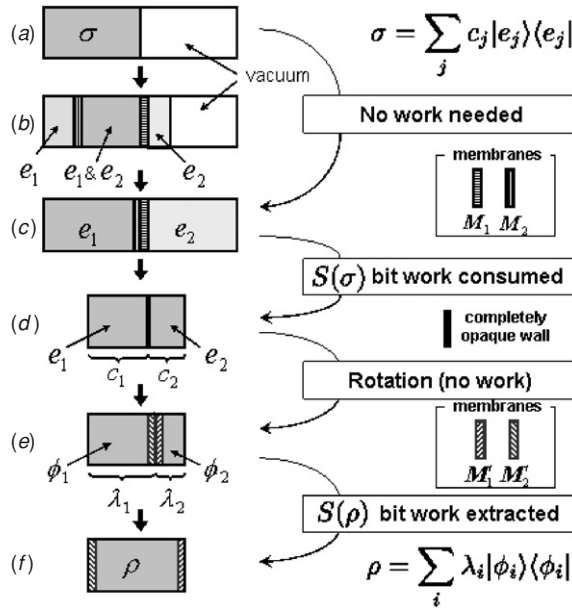 (a) σ
σ = ∑ c_j|e_j⟩⟨e_j|
j
vacuum
No work needed
(b)
e_1 e_1 & e_2 e_2
membranes
M_1 M_2
(c) e_1 e_2
S(σ) bit work consumed
(d)
e_1 e_2
c_1 c_2
completely
opaque wall
Rotation (no work)
(e)
ϕ_1 ϕ_2
λ_1 λ_2
membranes
M'_1 M'_2
S(ρ) bit work extracted
(f) ρ
ρ = ∑ λ_i|ϕ_i⟩⟨ϕ_i|
i